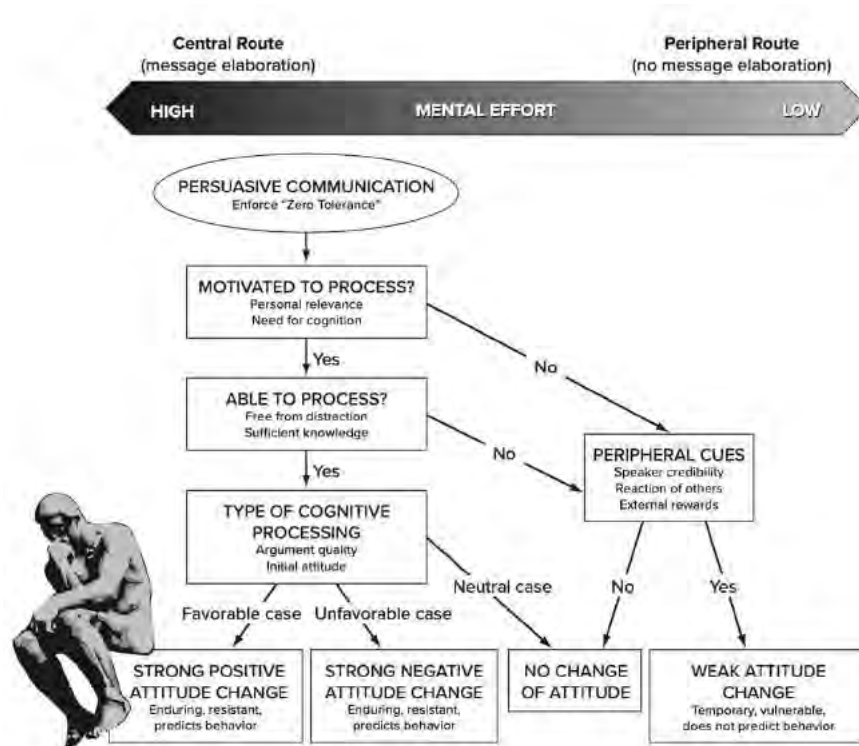 Central Route
(message elaboration)
Peripheral Route
(no message elaboration)
HIGH
MENTAL EFFORT
LOW
PERSUASIVE COMMUNICATION
Enforce "Zero Tolerance"
MOTIVATED TO PROCESS?
Personal relevance
Need for cognition
Yes
No
ABLE TO PROCESS?
Free from distraction
Sufficient knowledge
No
Yes
PERIPHERAL CUES
Speaker credibility
Reaction of others
External rewards
TYPE OF COGNITIVE
PROCESSING
Argument quality
Initial attitude
Favorable case
Unfavorable case
Neutral case
No
Yes
STRONG POSITIVE
ATTITUDE CHANGE
Enduring, resistant,
predicts behavior
STRONG NEGATIVE
ATTITUDE CHANGE
Enduring, resistant,
predicts behavior
NO CHANGE
OF ATTITUDE
WEAK ATTITUDE
CHANGE
Temporary, vulnerable,
does not predict behavior